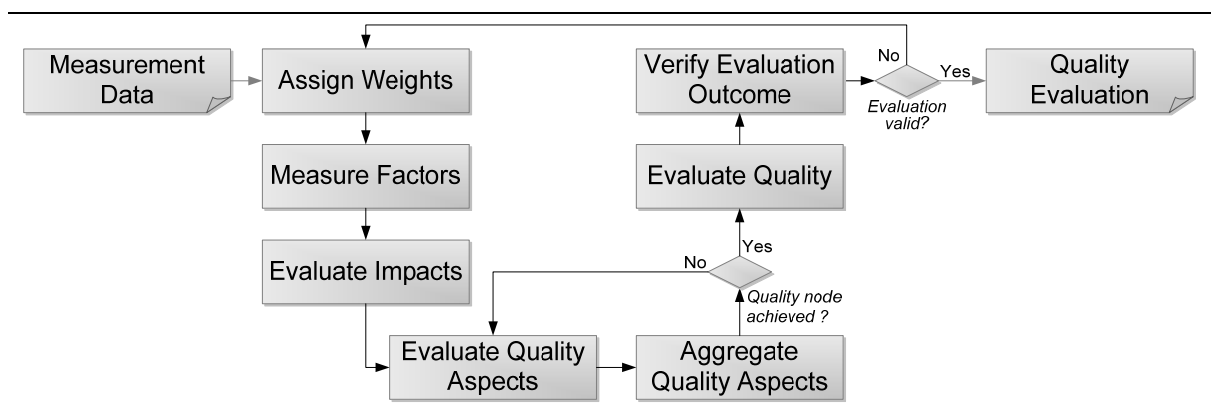 Measurement
Data
Assign Weights
Measure Factors
Evaluate Impacts
Evaluate Quality
Aspects
Aggregate
Quality Aspects
Quality node
achieved ?
No
Yes
Evaluate Quality
Verify Evaluation
Outcome
Evaluation
valid?
No
Yes
Quality
Evaluation